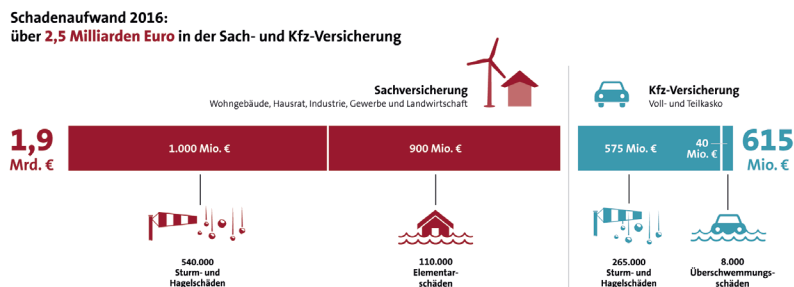 Schadenaufwand 2016:
über 2,5 Milliarden Euro in der Sach- und Kfz-Versicherung
Sachversicherung
Wohngebäude, Hausrat, Industrie, Gewerbe und Landwirtschaft
Kfz-Versicherung
Voll- und Teilkasko
1,9
Mrd. €
1.000 Mio. €
900 Mio. €
575 Mio. €
40
Mio. €
615
Mio. €
540.000
Sturm- und
Hagelschäden
110.000
Elementar-
schäden
265.000
Sturm- und
Hagelschäden
8.000
Überschwemmungs-
schäden